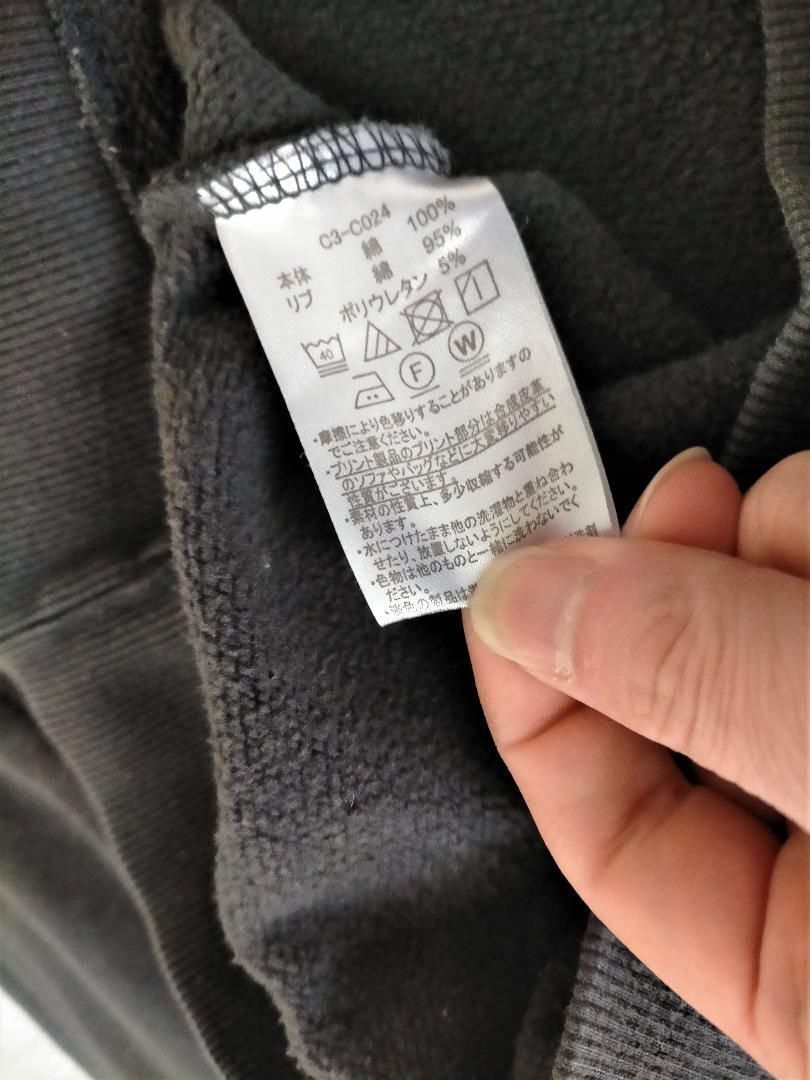 C3-C024
本体 綿 100%
リブ 綿 95%
ポリウレタン 5%
40
F W
・摩擦により色移りすることがありますの
でご注意ください。
・プリント製品のプリント部分は合成皮革
のソファやバッグなどに大変移りやすい
性質がございます。
・素材の性質上、多少収縮する可能性が
あります。
・水につけたまま他の洗濯物と重ね合わ
せたり、放置しないようにしてください。
・色物は他のものと一緒に洗わないでく
ださい。
・淡色の製品は